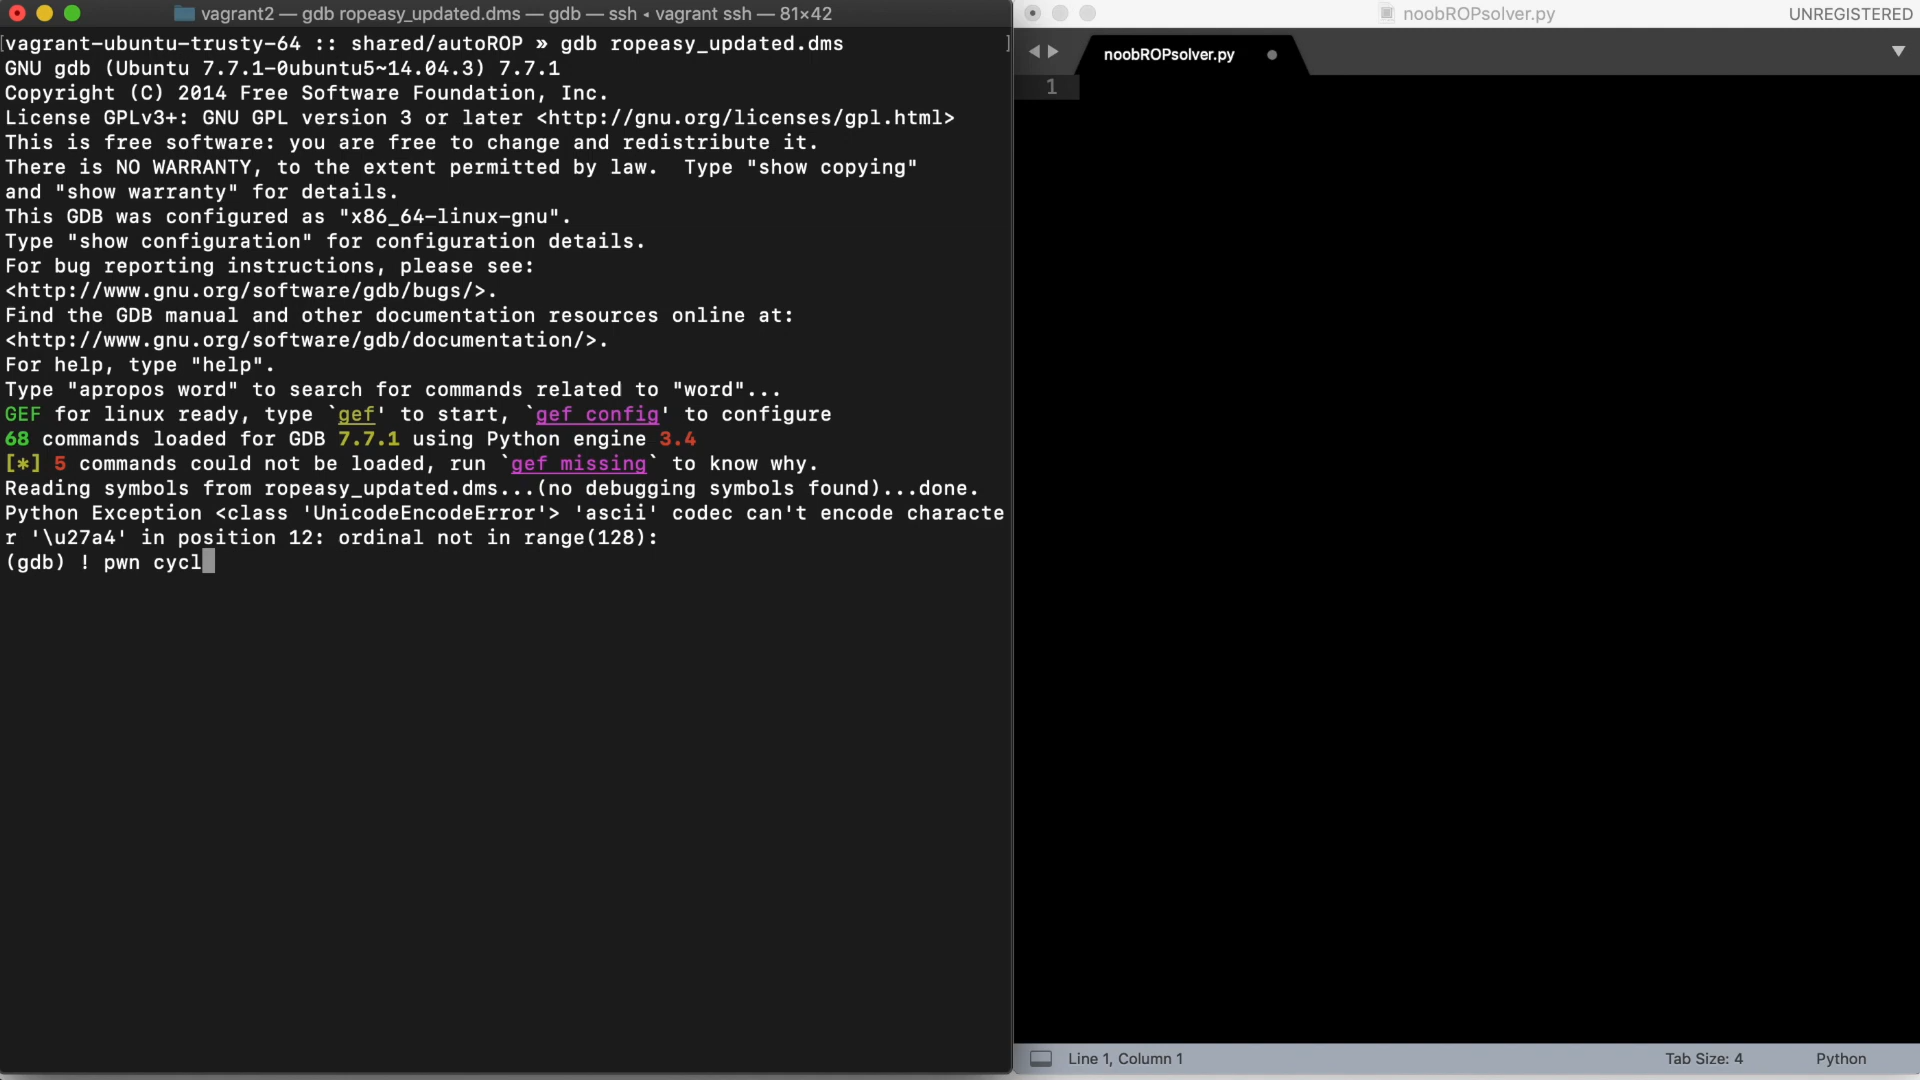 vagrant2 — gdb ropeasy_updated.dms — gdb — ssh ◂ vagrant ssh — 81×42
[vagrant-ubuntu-trusty-64 :: shared/autoROP » gdb ropeasy_updated.dms ]
GNU gdb (Ubuntu 7.7.1-0ubuntu5~14.04.3) 7.7.1
Copyright (C) 2014 Free Software Foundation, Inc.
License GPLv3+: GNU GPL version 3 or later <http://gnu.org/licenses/gpl.html>
This is free software: you are free to change and redistribute it.
There is NO WARRANTY, to the extent permitted by law.  Type "show copying"
and "show warranty" for details.
This GDB was configured as "x86_64-linux-gnu".
Type "show configuration" for configuration details.
For bug reporting instructions, please see:
<http://www.gnu.org/software/gdb/bugs/>.
Find the GDB manual and other documentation resources online at:
<http://www.gnu.org/software/gdb/documentation/>.
For help, type "help".
Type "apropos word" to search for commands related to "word"...
GEF for linux ready, type `gef' to start, `gef config' to configure
68 commands loaded for GDB 7.7.1 using Python engine 3.4
[*] 5 commands could not be loaded, run `gef missing` to know why.
Reading symbols from ropeasy_updated.dms...(no debugging symbols found)...done.
Python Exception <class 'UnicodeEncodeError'> 'ascii' codec can't encode characte
r '\u27a4' in position 12: ordinal not in range(128):
(gdb) ! pwn cycl
noobROPsolver.py
UNREGISTERED
noobROPsolver.py
1
Line 1, Column 1
Tab Size: 4
Python